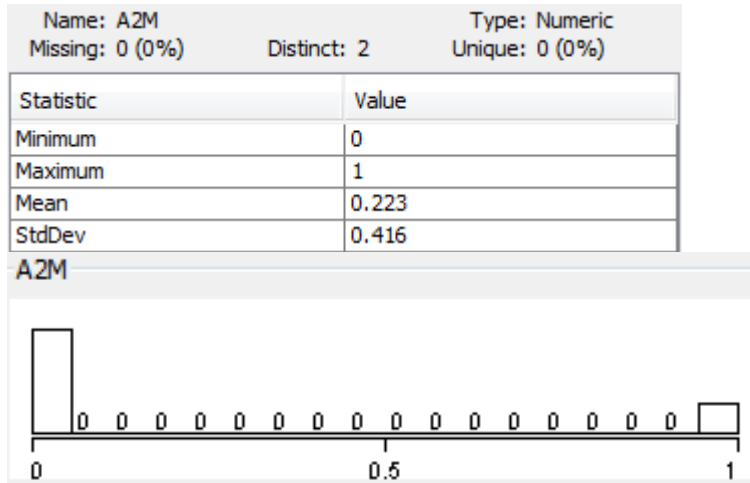 Name: A2M Type: Numeric
Missing: 0 (0%) Distinct: 2 Unique: 0 (0%)
Statistic Value
Minimum 0
Maximum 1
Mean 0.223
StdDev 0.416
A2M
0 0 0 0 0 0 0 0 0 0 0 0 0 0 0 0
0 0.5 1